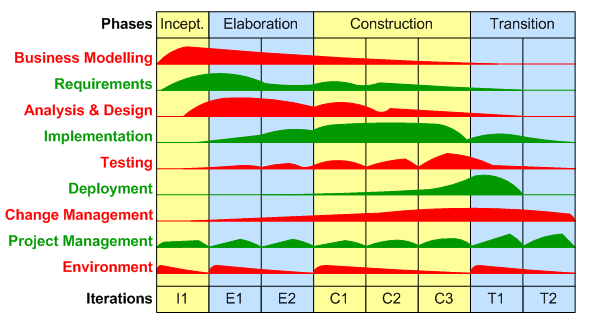 Phases Incept. Elaboration Construction Transition
Business Modelling
Requirements
Analysis & Design
Implementation
Testing
Deployment
Change Management
Project Management
Environment
Iterations I1 E1 E2 C1 C2 C3 T1 T2